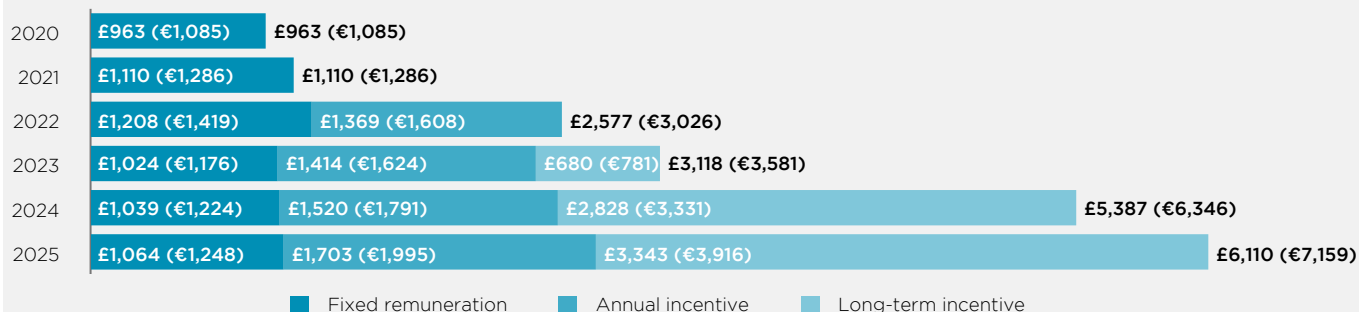 2020 £963 (€1,085) £963 (€1,085)
2021 £1,110 (€1,286) £1,110 (€1,286)
2022 £1,208 (€1,419) £1,369 (€1,608) £2,577 (€3,026)
2023 £1,024 (€1,176) £1,414 (€1,624) £680 (€781) £3,118 (€3,581)
2024 £1,039 (€1,224) £1,520 (€1,791) £2,828 (€3,331) £5,387 (€6,346)
2025 £1,064 (€1,248) £1,703 (€1,995) £3,343 (€3,916) £6,110 (€7,159)
Fixed remuneration Annual incentive Long-term incentive